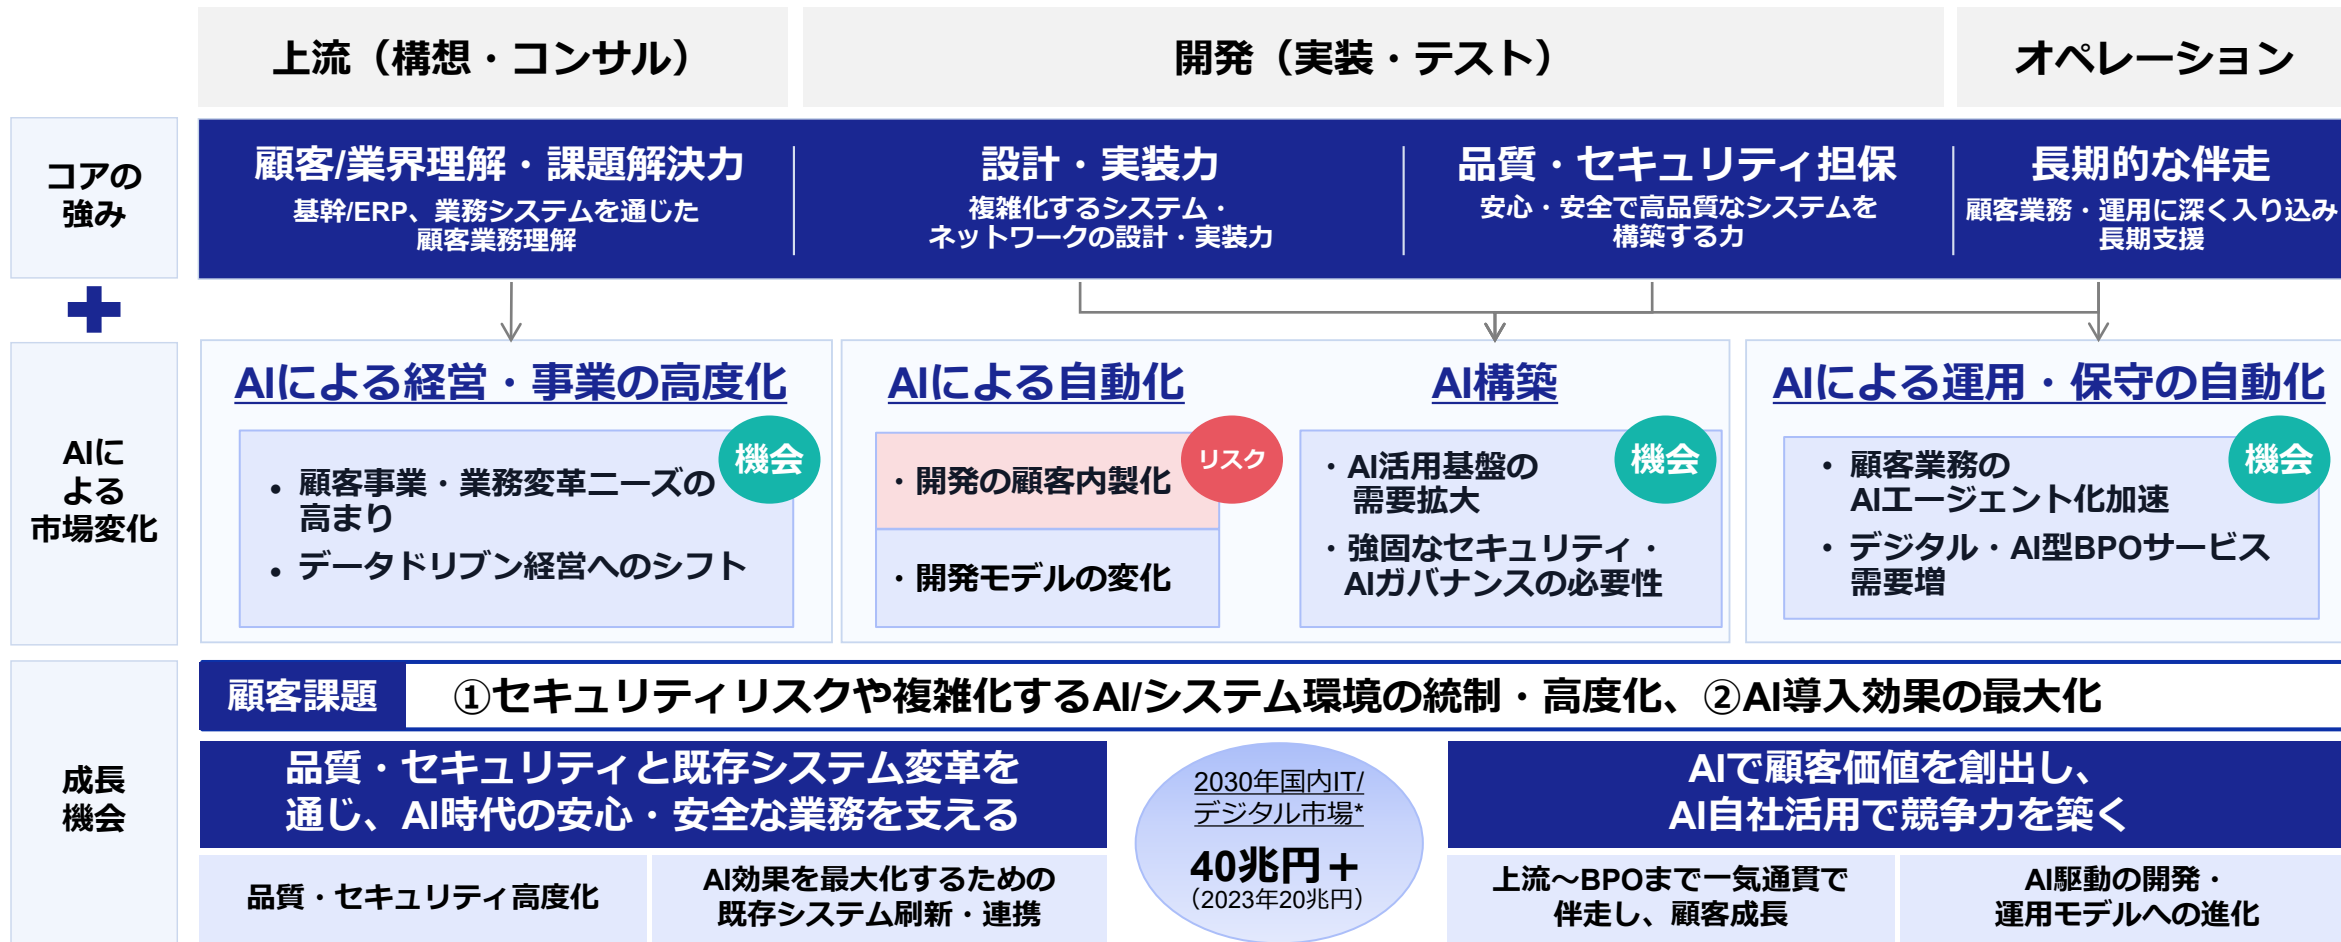 上流（構想・コンサル）
開発（実装・テスト）
オペレーション
コアの
強み
顧客/業界理解・課題解決力
基幹/ERP、業務システムを通じた
顧客業務理解
設計・実装力
複雑化するシステム・
ネットワークの設計・実装力
品質・セキュリティ担保
安心・安全で高品質なシステムを
構築する力
長期的な伴走
顧客業務・運用に深く入り込み
長期支援
AIに
よる
市場変化
AIによる経営・事業の高度化
機会
• 顧客事業・業務変革ニーズの
高まり
• データドリブン経営へのシフト
AIによる自動化
リスク
・開発の顧客内製化
・開発モデルの変化
AI構築
機会
・AI活用基盤の
需要拡大
・強固なセキュリティ・
AIガバナンスの必要性
AIによる運用・保守の自動化
機会
・顧客業務の
AIエージェント化加速
・デジタル・AI型BPOサービス
需要増
成長
機会
顧客課題
①セキュリティリスクや複雑化するAI/システム環境の統制・高度化、②AI導入効果の最大化
品質・セキュリティと既存システム変革を
通じ、AI時代の安心・安全な業務を支える
品質・セキュリティ高度化
AI効果を最大化するための
既存システム刷新・連携
2030年国内IT/
デジタル市場*
40兆円＋
（2023年20兆円）
AIで顧客価値を創出し、
AI自社活用で競争力を築く
上流～BPOまで一気通貫で
伴走し、顧客成長
AI駆動の開発・
運用モデルへの進化